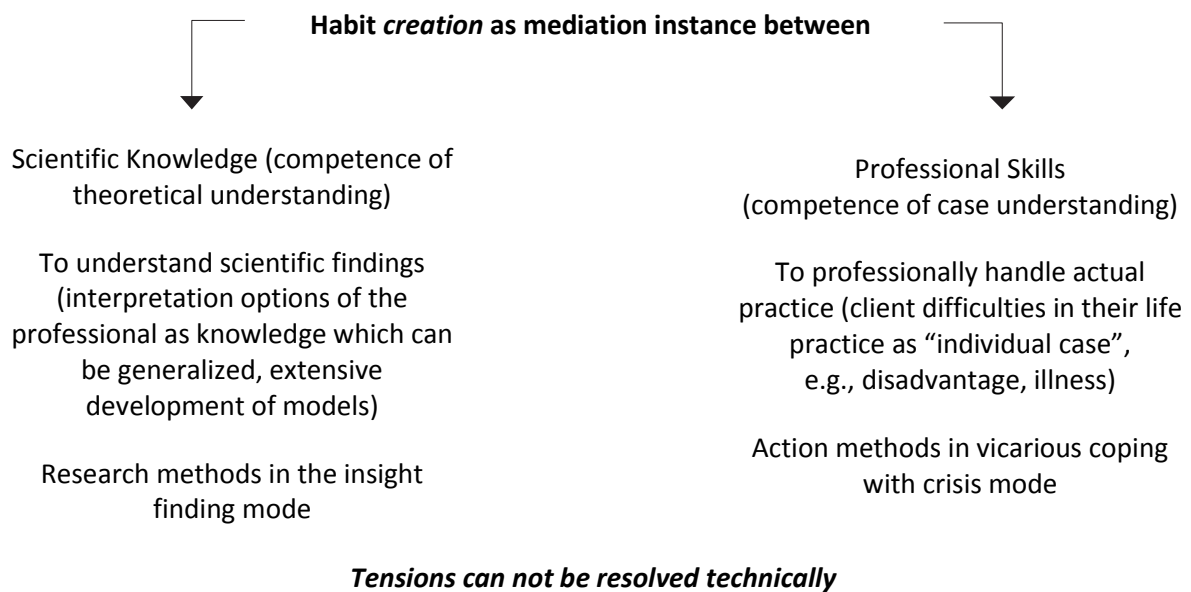 Habit creation as mediation instance between
Scientific Knowledge (competence of
theoretical understanding)
To understand scientific findings
(interpretation options of the
professional as knowledge which can
be generalized, extensive
development of models)
Research methods in the insight
finding mode
Professional Skills
(competence of case understanding)
To professionally handle actual
practice (client difficulties in their life
practice as “individual case”,
e.g., disadvantage, illness)
Action methods in vicarious coping
with crisis mode
Tensions can not be resolved technically